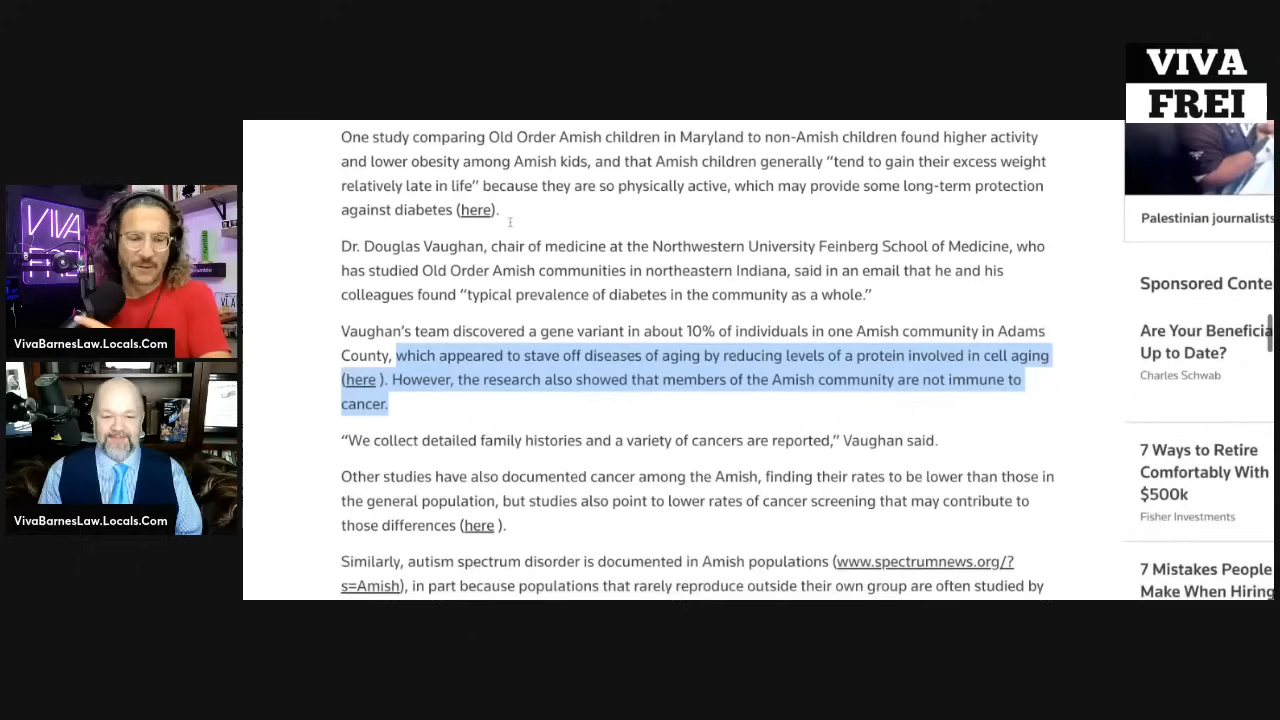 VIVA
FREI
One study comparing Old Order Amish children in Maryland to non-Amish children found higher activity
and lower obesity among Amish kids, and that Amish children generally “tend to gain their excess weight
relatively late in life” because they are so physically active, which may provide some long-term protection
against diabetes (here).
Dr. Douglas Vaughan, chair of medicine at the Northwestern University Feinberg School of Medicine, who
has studied Old Order Amish communities in northeastern Indiana, said in an email that he and his
colleagues found “typical prevalence of diabetes in the community as a whole.”
Vaughan’s team discovered a gene variant in about 10% of individuals in one Amish community in Adams
County, which appeared to stave off diseases of aging by reducing levels of a protein involved in cell aging
(here ). However, the research also showed that members of the Amish community are not immune to
cancer.
“We collect detailed family histories and a variety of cancers are reported,” Vaughan said.
Other studies have also documented cancer among the Amish, finding their rates to be lower than those in
the general population, but studies also point to lower rates of cancer screening that may contribute to
those differences (here ).
Similarly, autism spectrum disorder is documented in Amish populations (www.spectrumnews.org/?
s=Amish), in part because populations that rarely reproduce outside their own group are often studied by
Palestinian journalists
Sponsored Conte
Are Your Beneficia
Up to Date?
Charles Schwab
7 Ways to Retire
Comfortably With
$500k
Fisher Investments
7 Mistakes People
Make When Hiring
VIVA
FREI
rumble
VivaBarnesLaw.Locals.Com
VivaBarnesLaw.Locals.Com